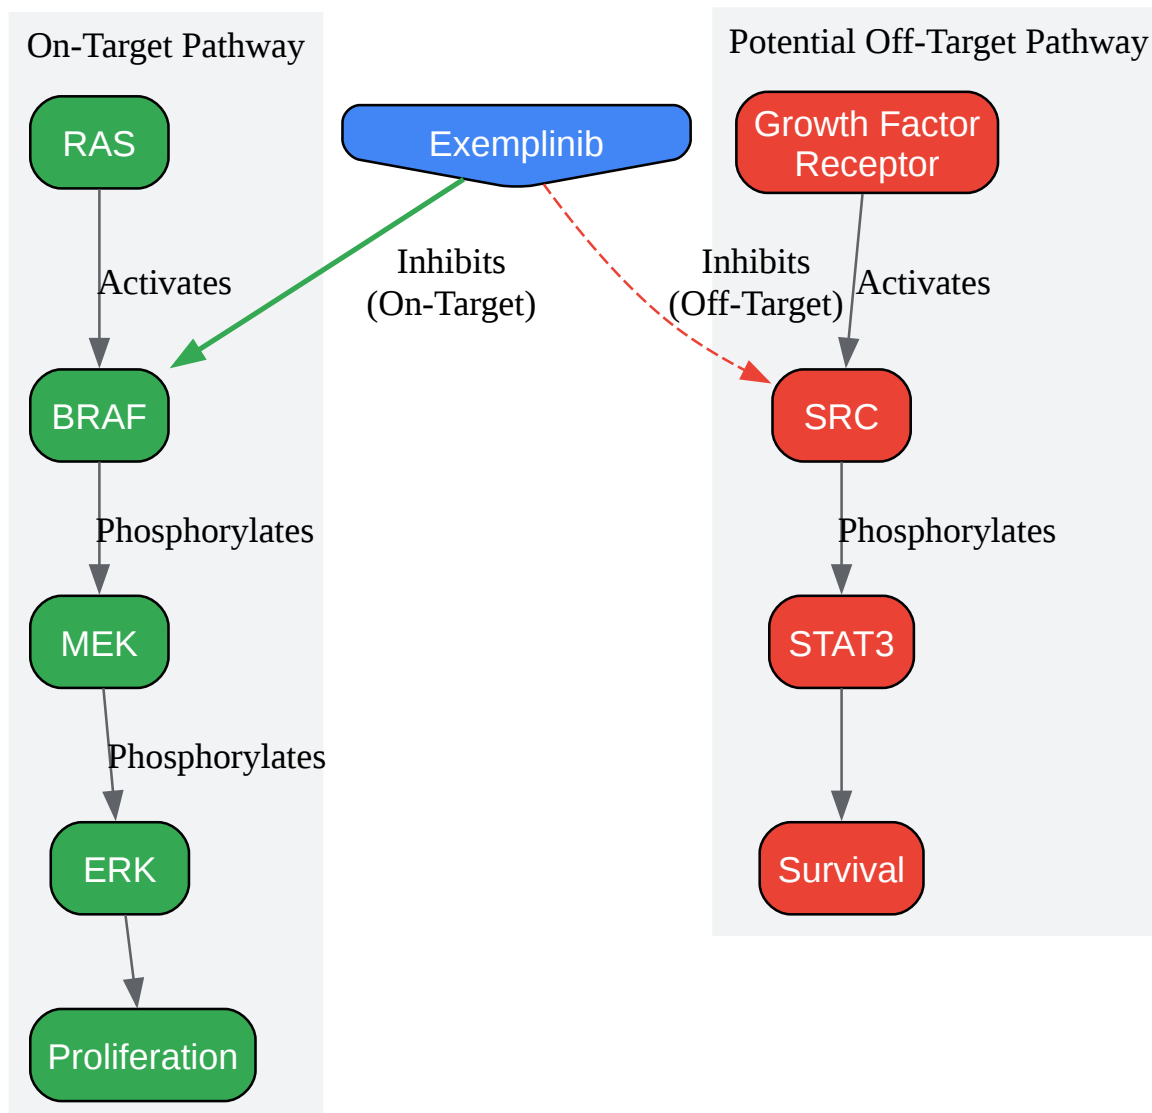 On-Target Pathway
Potential Off-Target Pathway
RAS
Exemplinib
Growth Factor
Receptor
Activates
Inhibits
(On-Target)
Inhibits
(Off-Target)
Activates
BRAF
SRC
Phosphorylates
Phosphorylates
MEK
STAT3
Phosphorylates
ERK
Survival
Proliferation